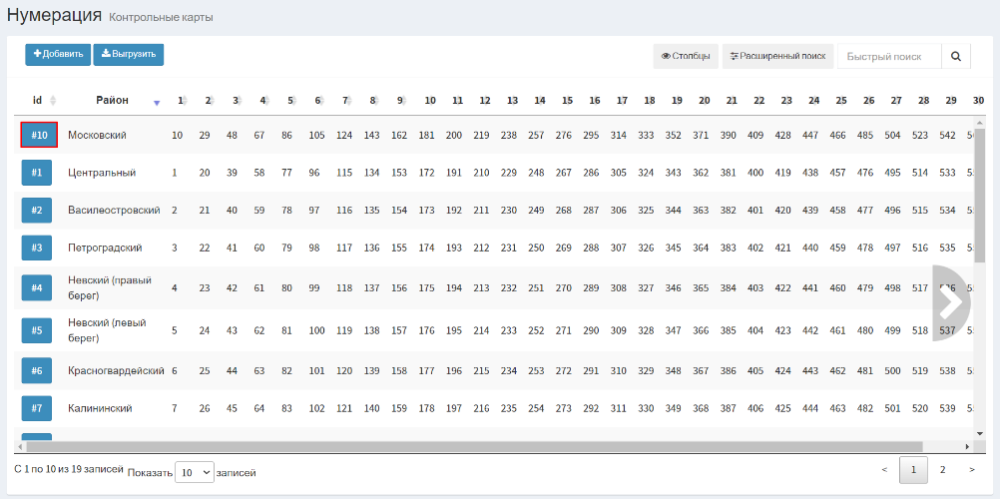 Нумерация Контрольные карты
Добавить Выгрузить Столбцы Расширенный поиск Быстрый поиск
id Район 1 2 3 4 5 6 7 8 9 10 11 12 13 14 15 16 17 18 19 20 21 22 23 24 25 26 27 28 29 30
#10 Московский 10 29 48 67 86 105 124 143 162 181 200 219 238 257 276 295 314 333 352 371 390 409 428 447 466 485 504 523 542
#1 Центральный 1 20 39 58 77 96 115 134 153 172 191 210 229 248 267 286 305 324 343 362 381 400 419 438 457 476 495 514 533
#2 Василеостровский 2 21 40 59 78 97 116 135 154 173 192 211 230 249 268 287 306 325 344 363 382 401 420 439 458 477 496 515 534
#3 Петроградский 3 22 41 60 79 98 117 136 155 174 193 212 231 250 269 288 307 326 345 364 383 402 421 440 459 478 497 516 535
#4 Невский (правый берег) 4 23 42 61 80 99 118 137 156 175 194 213 232 251 270 289 308 327 346 365 384 403 422 441 460 479 498 517 536
#5 Невский (левый берег) 5 24 43 62 81 100 119 138 157 176 195 214 233 252 271 290 309 328 347 366 385 404 423 442 461 480 499 518 537
#6 Красногвардейский 6 25 44 63 82 101 120 139 158 177 196 215 234 253 272 291 310 329 348 367 386 405 424 443 462 481 500 519 538
#7 Калининский 7 26 45 64 83 102 121 140 159 178 197 216 235 254 273 292 311 330 349 368 387 406 425 444 463 482 501 520 539
С 1 по 10 из 19 записей Показать 10 записей < 1 2 >